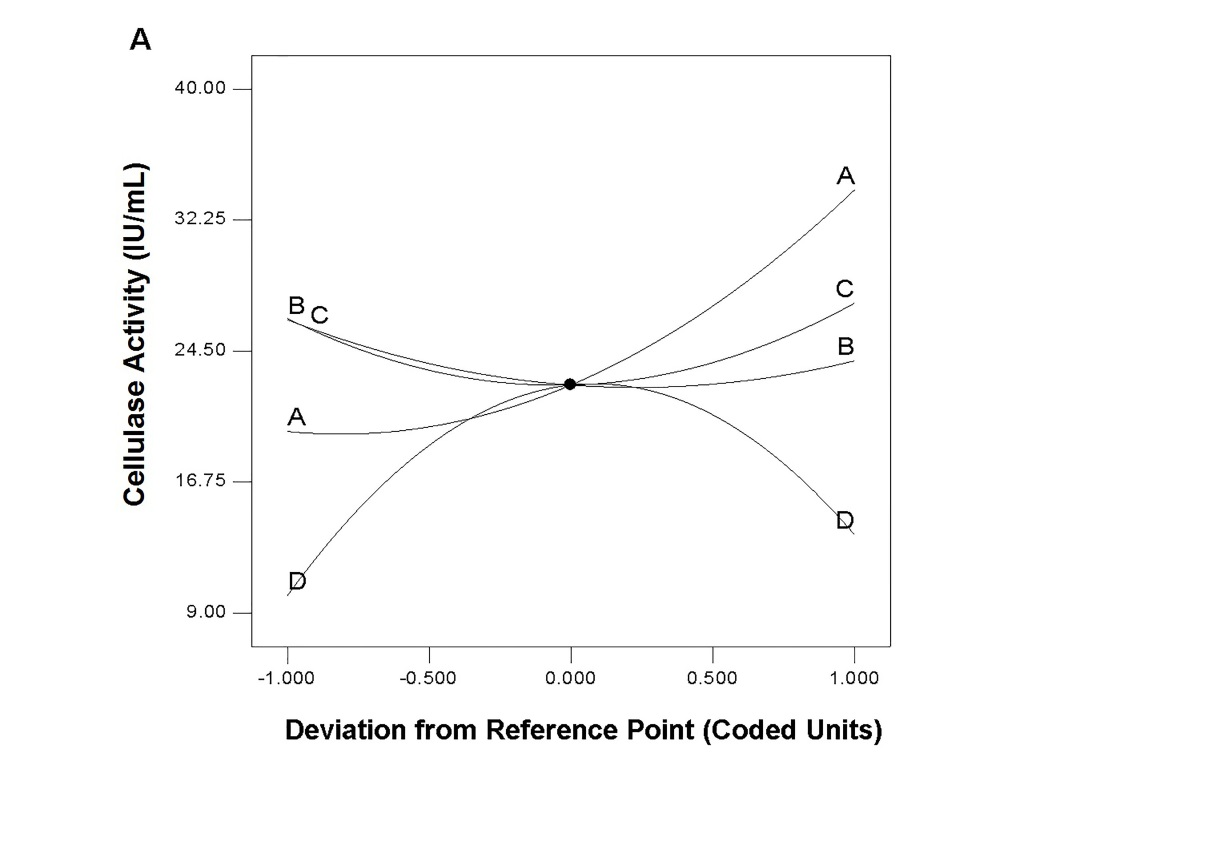 A
40.00
A
32.25
C
B C
B
24.50
A
16.75
D
D
9.00
-1.000 -0.500 0.000 0.500 1.000
Cellulase Activity (IU/mL)
Deviation from Reference Point (Coded Units)